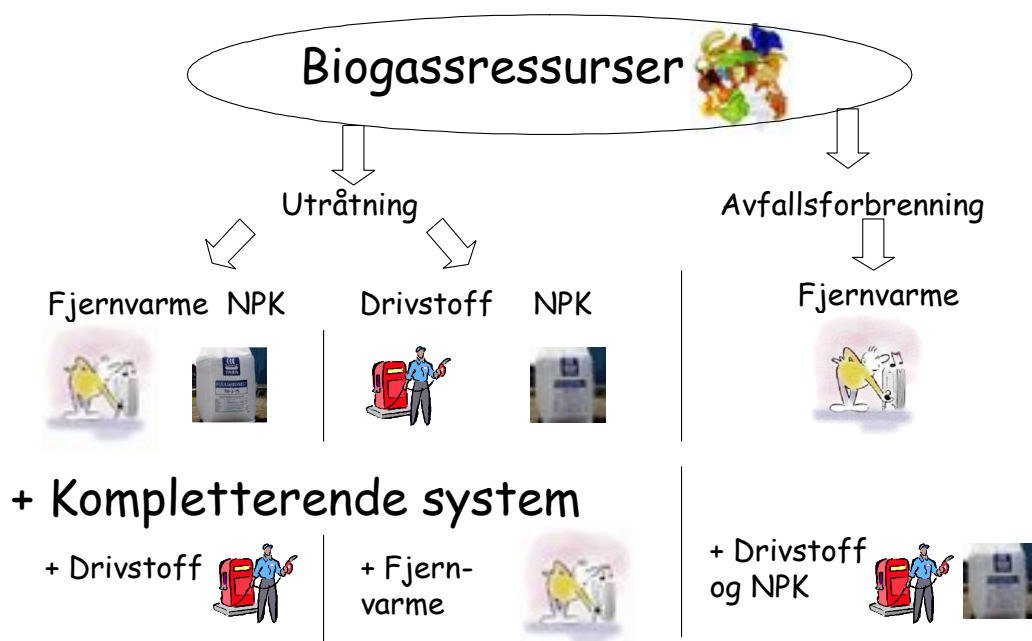 Biogassressurser
Utråtning
Avfallsforbrenning
Fjernvarme NPK
Drivstoff NPK
Fjernvarme
+ Kompletterende system
+ Drivstoff
+ Fjern-
varme
+ Drivstoff
og NPK